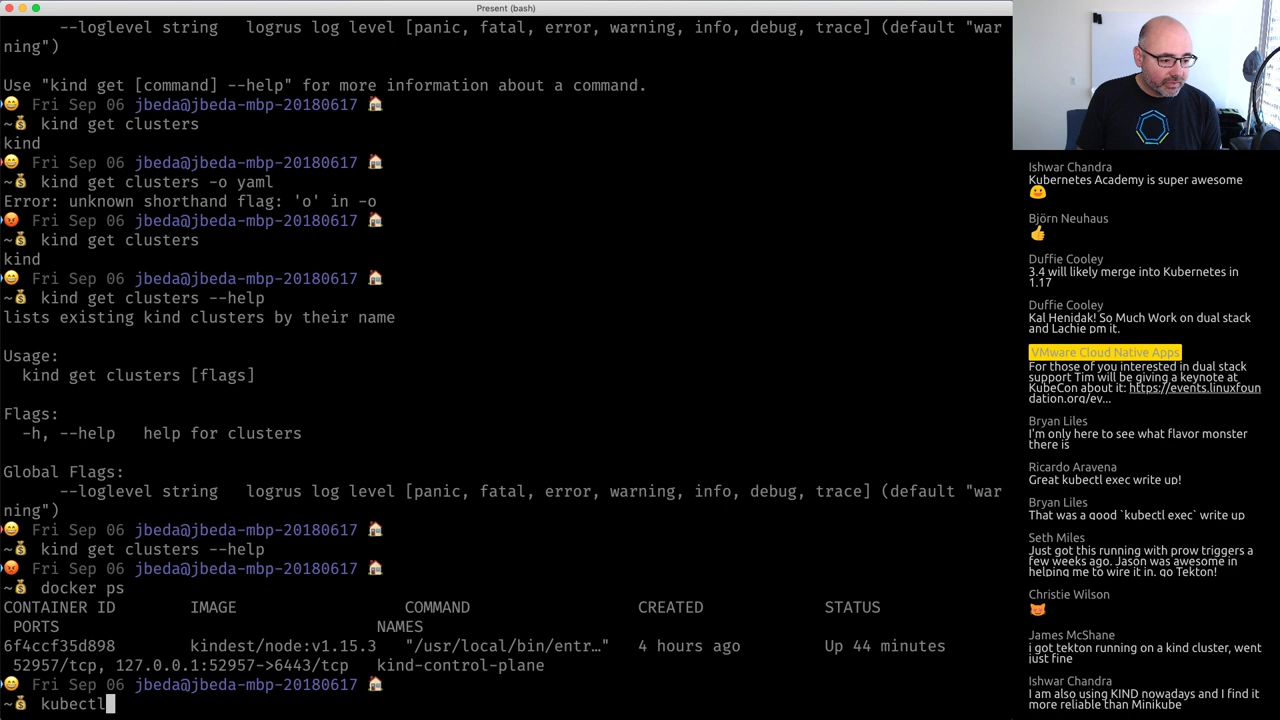 Present (bash)
--loglevel string   logrus log level [panic, fatal, error, warning, info, debug, trace] (default "war
ning")
Use "kind get [command] --help" for more information about a command.
Fri Sep 06 jbeda@jbeda-mbp-20180617
~ kind get clusters
kind
Fri Sep 06 jbeda@jbeda-mbp-20180617
~ kind get clusters -o yaml
Error: unknown shorthand flag: 'o' in -o
Fri Sep 06 jbeda@jbeda-mbp-20180617
~ kind get clusters
kind
Fri Sep 06 jbeda@jbeda-mbp-20180617
~ kind get clusters --help
lists existing kind clusters by their name
Usage:
kind get clusters [flags]
Flags:
-h, --help   help for clusters
Global Flags:
--loglevel string   logrus log level [panic, fatal, error, warning, info, debug, trace] (default "war
ning")
Fri Sep 06 jbeda@jbeda-mbp-20180617
~ kind get clusters --help
Fri Sep 06 jbeda@jbeda-mbp-20180617
~ docker ps
CONTAINER ID        IMAGE                  COMMAND                  CREATED             STATUS
PORTS                                  NAMES
6f4ccf35d898        kindest/node:v1.15.3   "/usr/local/bin/entr…"   4 hours ago         Up 44 minutes
52957/tcp, 127.0.0.1:52957->6443/tcp   kind-control-plane
Fri Sep 06 jbeda@jbeda-mbp-20180617
~ kubectl
Ishwar Chandra
Kubernetes Academy is super awesome
Björn Neuhaus
Duffie Cooley
3.4 will likely merge into Kubernetes in
1.17
Duffie Cooley
Kal Henidak! So Much Work on dual stack
and Lachie pm it.
VMware Cloud Native Apps
For those of you interested in dual stack
support Tim will be giving a keynote at
KubeCon about it: https://events.linuxfoun
dation.org/ev...
Bryan Liles
I'm only here to see what flavor monster
there is
Ricardo Aravena
Great kubectl exec write up!
Bryan Liles
That was a good `kubectl exec` write up
Seth Miles
Just got this running with prow triggers a
few weeks ago. Jason was awesome in
helping me to wire it in. go Tekton!
Christie Wilson
James McShane
i got tekton running on a kind cluster, went
just fine
Ishwar Chandra
I am also using KIND nowadays and I find it
more reliable than Minikube